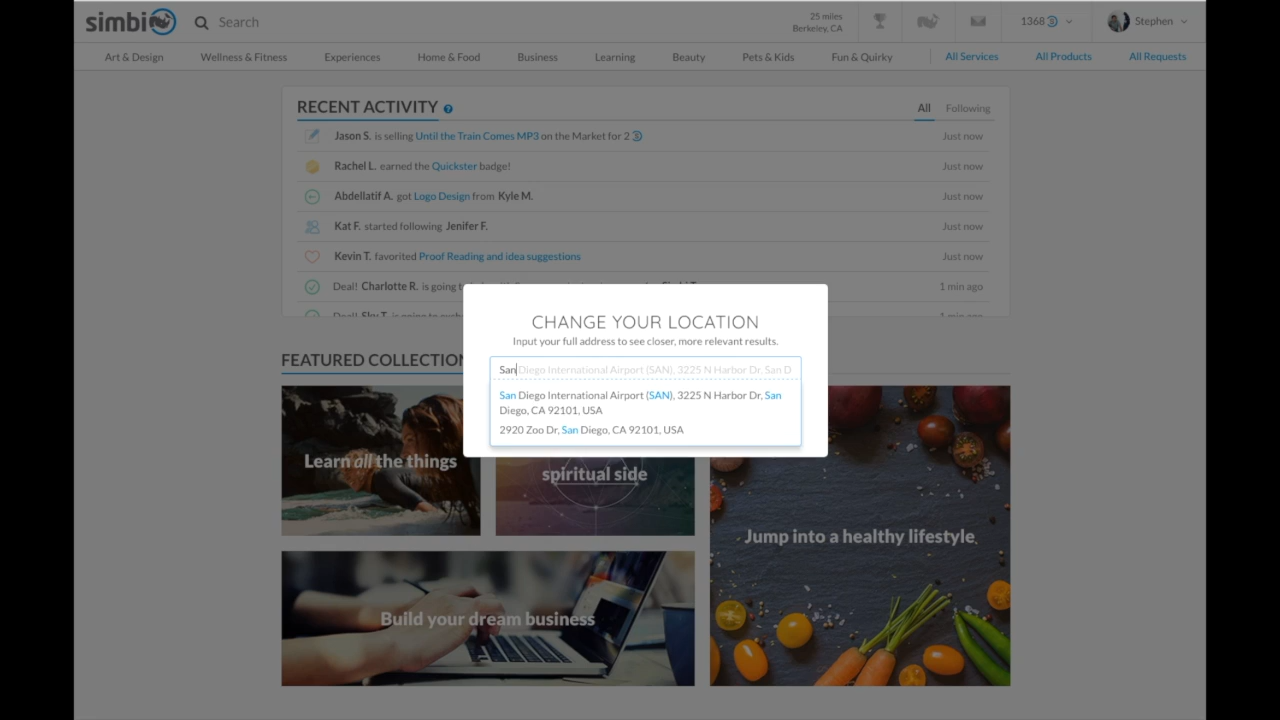 simbi
Search
25 miles
Berkeley, CA
1368
Stephen
Art & Design
Wellness & Fitness
Experiences
Home & Food
Business
Learning
Beauty
Pets & Kids
Fun & Quirky
All Services
All Products
All Requests
RECENT ACTIVITY
All
Following
Jason S. is selling Until the Train Comes MP3 on the Market for 2
Just now
Rachel L. earned the Quickster badge!
Just now
Abdellatif A. got Logo Design from Kyle M.
Just now
Kat F. started following Jenifer F.
Just now
Kevin T. favorited Proof Reading and idea suggestions
Just now
Deal! Charlotte R. is going
1 min ago
CHANGE YOUR LOCATION
Input your full address to see closer, more relevant results.
San Diego International Airport (SAN), 3225 N Harbor Dr, San D
San Diego International Airport (SAN), 3225 N Harbor Dr, San
Diego, CA 92101, USA
2920 Zoo Dr, San Diego, CA 92101, USA
FEATURED COLLECTION
Learn all the things
spiritual side
Jump into a healthy lifestyle
Build your dream business